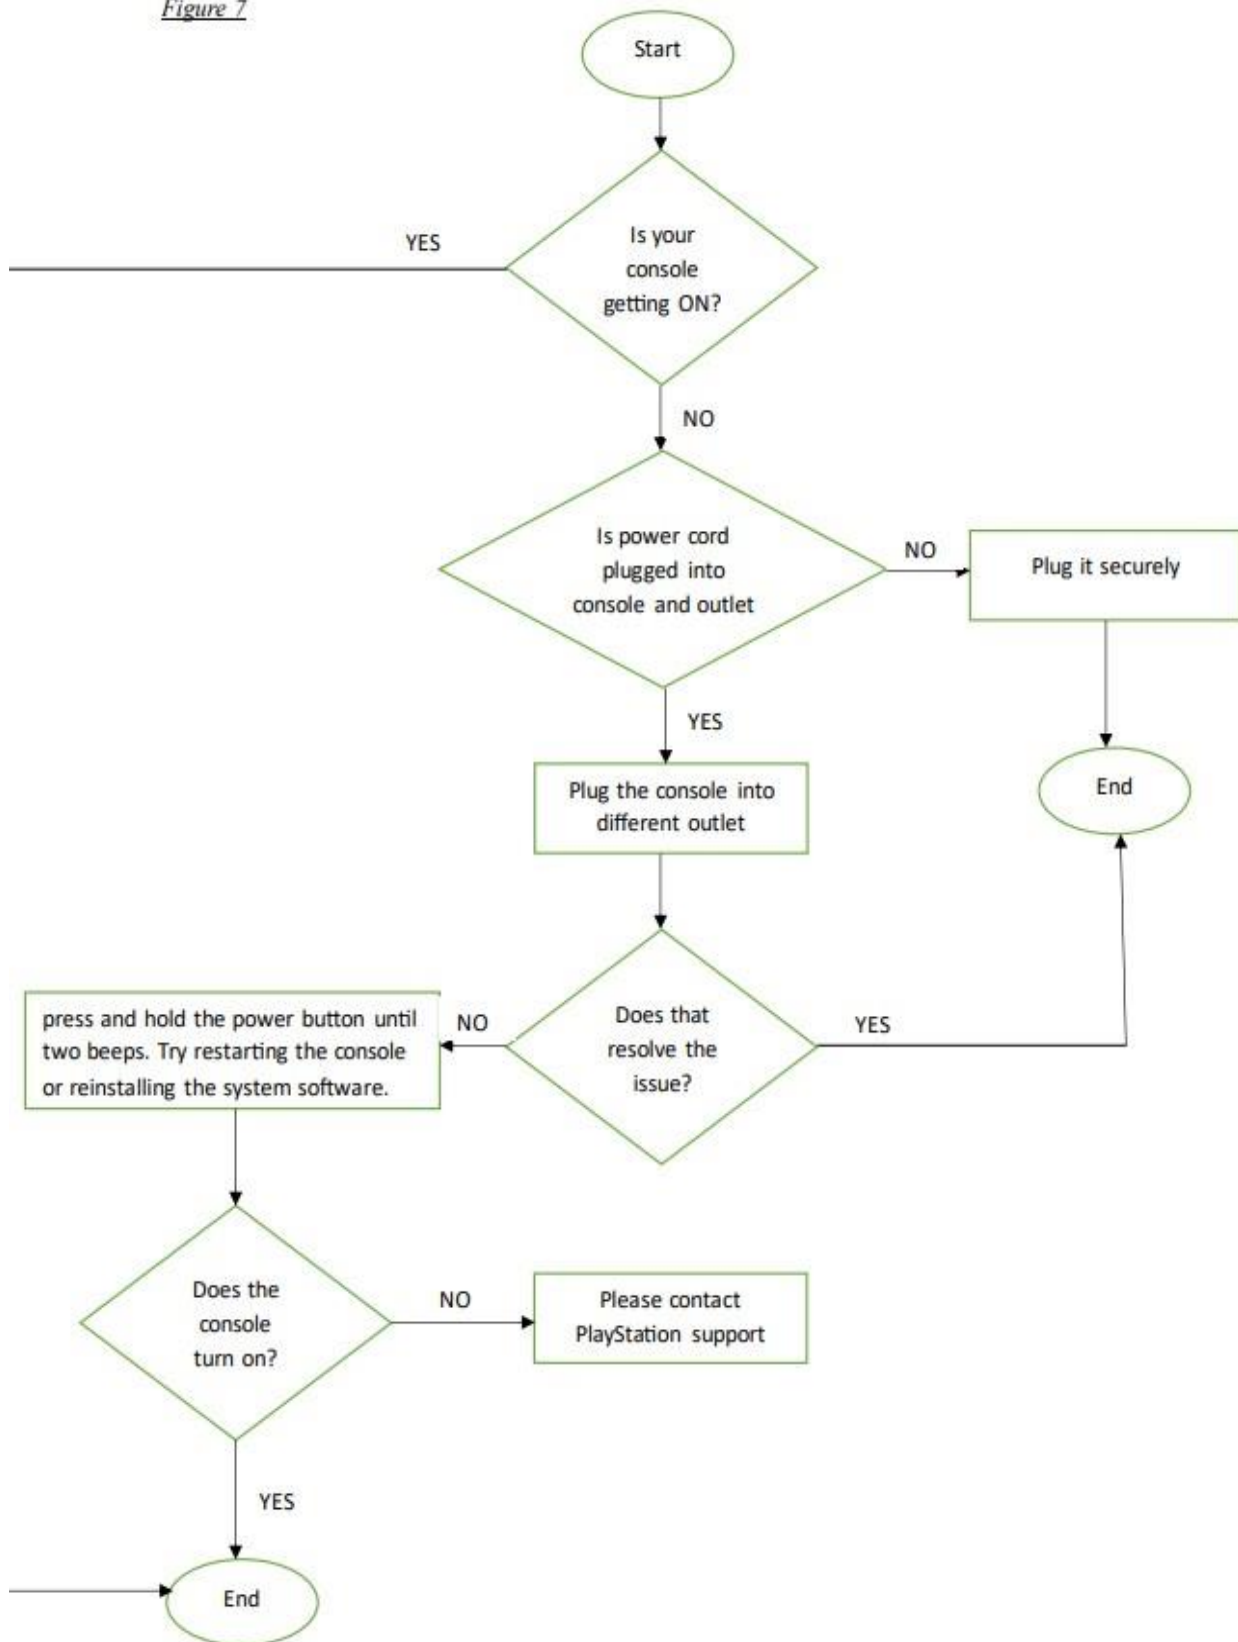 Figure 7
Start
YES
Is your
console
getting ON?
NO
Is power cord
plugged into
console and outlet
NO
Plug it securely
YES
Plug the console into
different outlet
End
press and hold the power button until
two beeps. Try restarting the console
or reinstalling the system software.
NO
Does that
resolve the
issue?
YES
Does the
console
turn on?
NO
Please contact
PlayStation support
YES
End